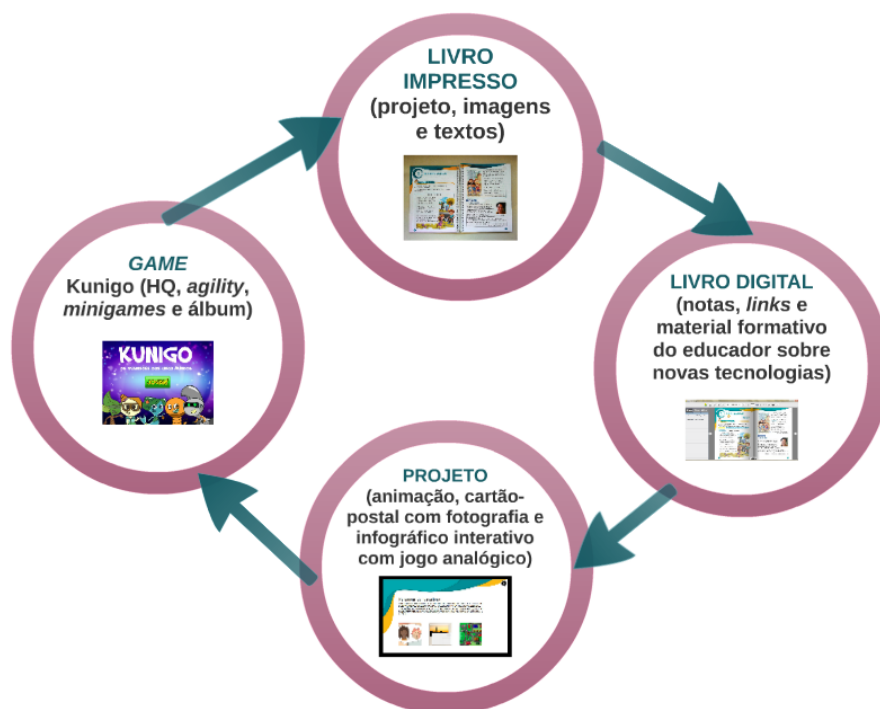 LIVRO
IMPRESSO
(projeto, imagens
e textos)
LIVRO DIGITAL
(notas, links e
material formativo
do educador sobre
novas tecnologias)
PROJETO
(animação, cartão-
postal com fotografia e
infográfico interativo
com jogo analógico)
GAME
Kunigo (HQ, agility,
minigames e álbum)
KUNIGO